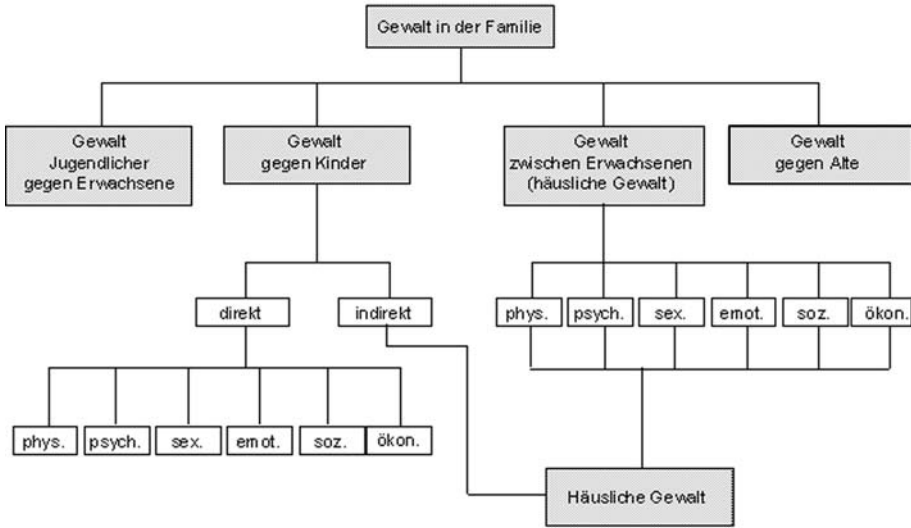 Gewalt in der Familie
Gewalt
Jugendlicher
gegen Erwachsene
Gewalt
gegen Kinder
Gewalt
zwischen Erwachsenen
(häusliche Gewalt)
Gewalt
gegen Alte
direkt
indirekt
phys.
psych.
sex.
emot.
soz.
ökon.
phys.
psych.
sex.
emot.
soz.
ökon.
Häusliche Gewalt